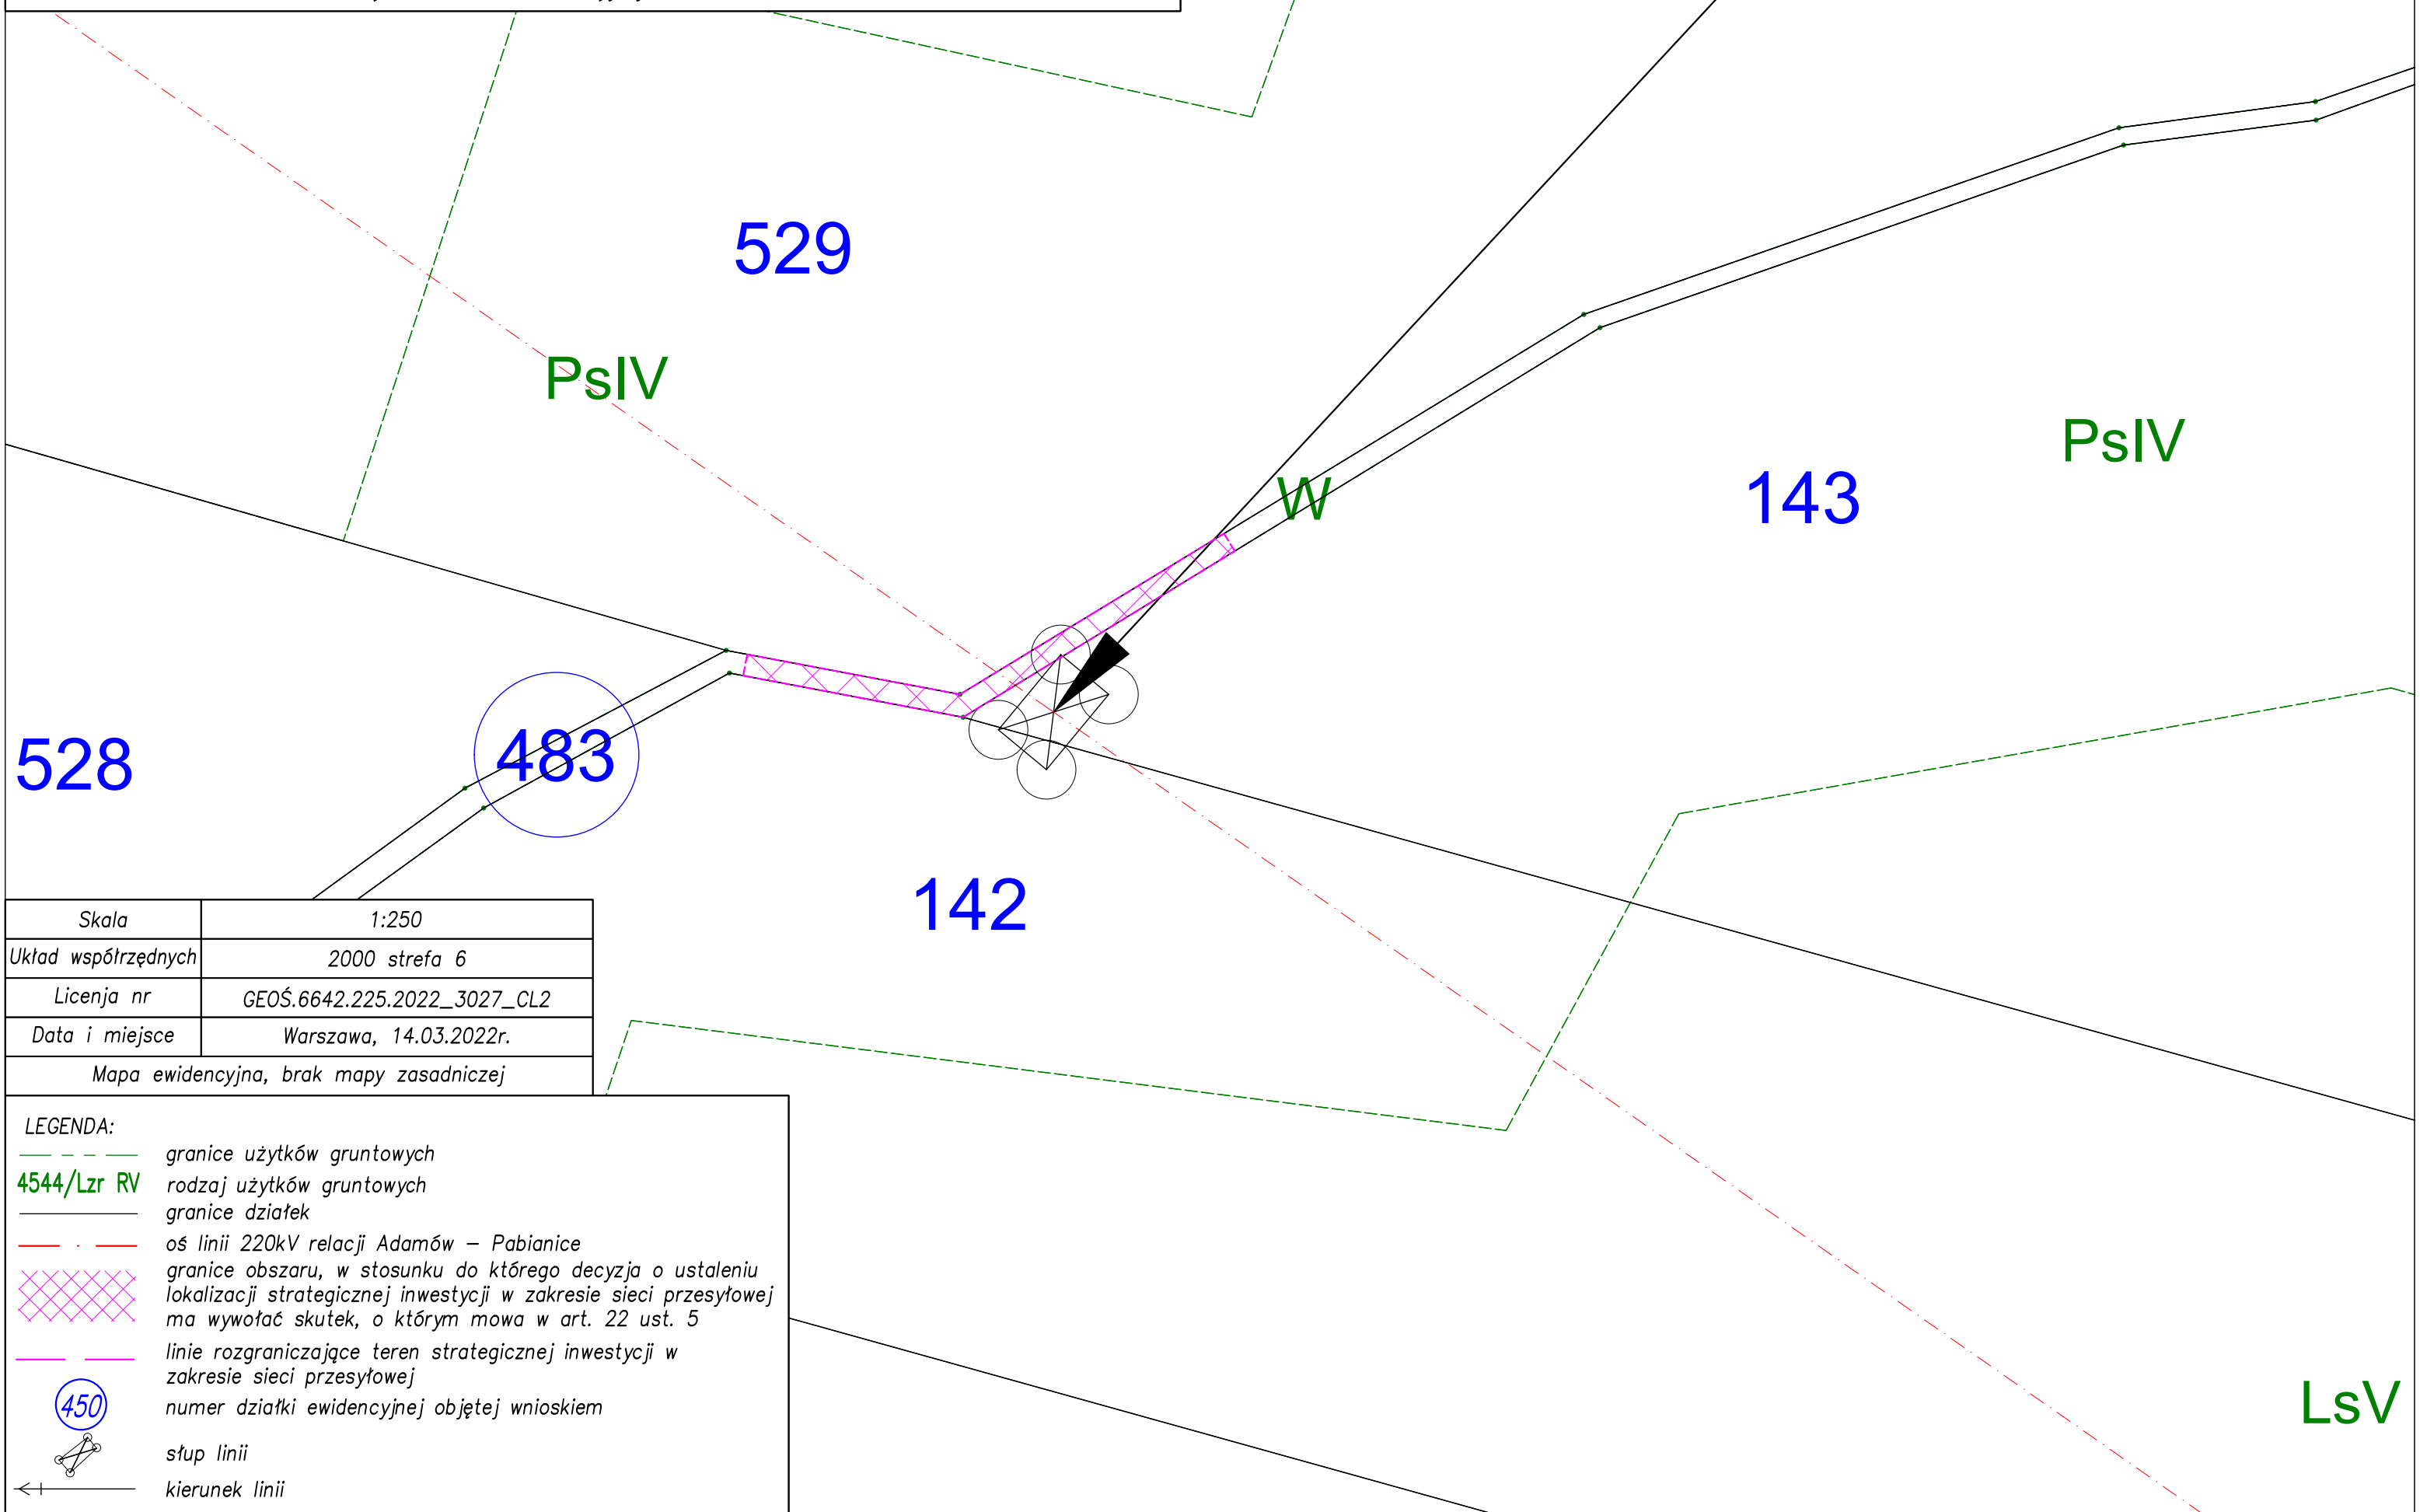 529
PsIV
PsIV
W
143
528
483
142
LsV
Skala 1:250
Układ współrzędnych 2000 strefa 6
Licenja nr GEOŚ.6642.225.2022_3027_CL2
Data i miejsce Warszawa, 14.03.2022r.
Mapa ewidencyjna, brak mapy zasadniczej
LEGENDA:
granice użytków gruntowych
4544/Lzr RV rodzaj użytków gruntowych
granice działek
oś linii 220kV relacji Adamów – Pabianice
granice obszaru, w stosunku do którego decyzja o ustaleniu
lokalizacji strategicznej inwestycji w zakresie sieci przesyłowej
ma wywołać skutek, o którym mowa w art. 22 ust. 5
linie rozgraniczające teren strategicznej inwestycji w
zakresie sieci przesyłowej
450 numer działki ewidencyjnej objętej wnioskiem
słup linii
kierunek linii